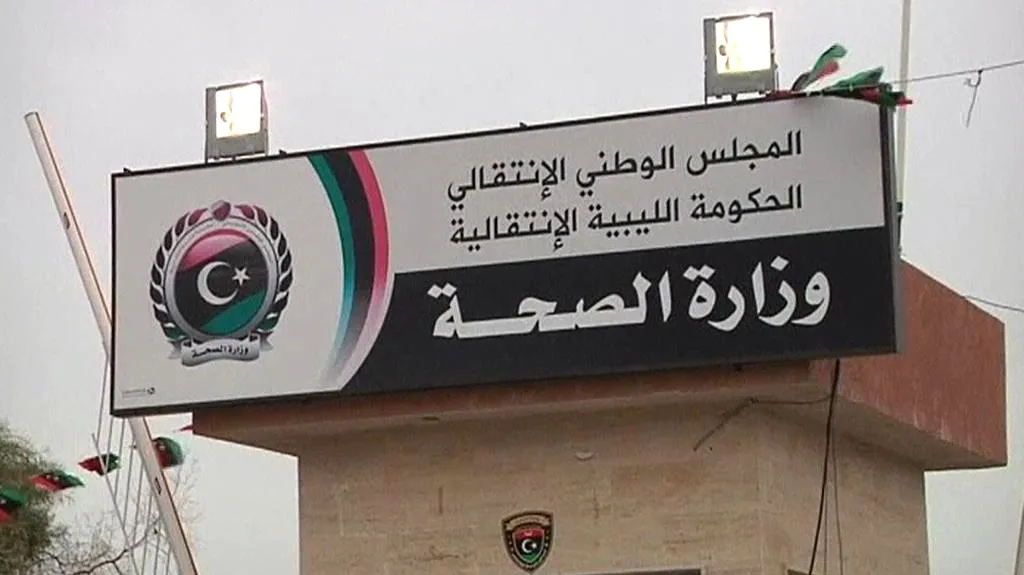 المجلس الوطني الإنتقالي
الحكومة الليبية الإنتقالية
وزارة الصحة
وزارة الصحة